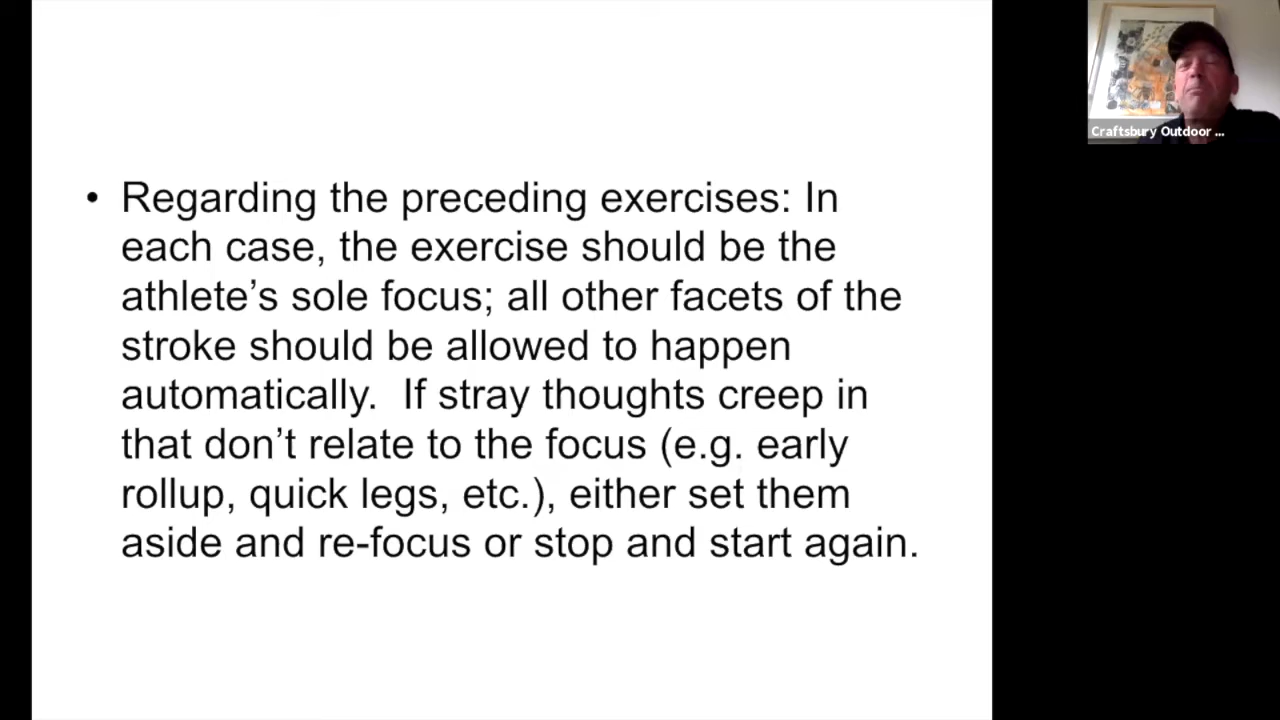 • Regarding the preceding exercises: In
each case, the exercise should be the
athlete’s sole focus; all other facets of the
stroke should be allowed to happen
automatically.  If stray thoughts creep in
that don’t relate to the focus (e.g. early
rollup, quick legs, etc.), either set them
aside and re-focus or stop and start again.
Craftsbury Outdoor ...